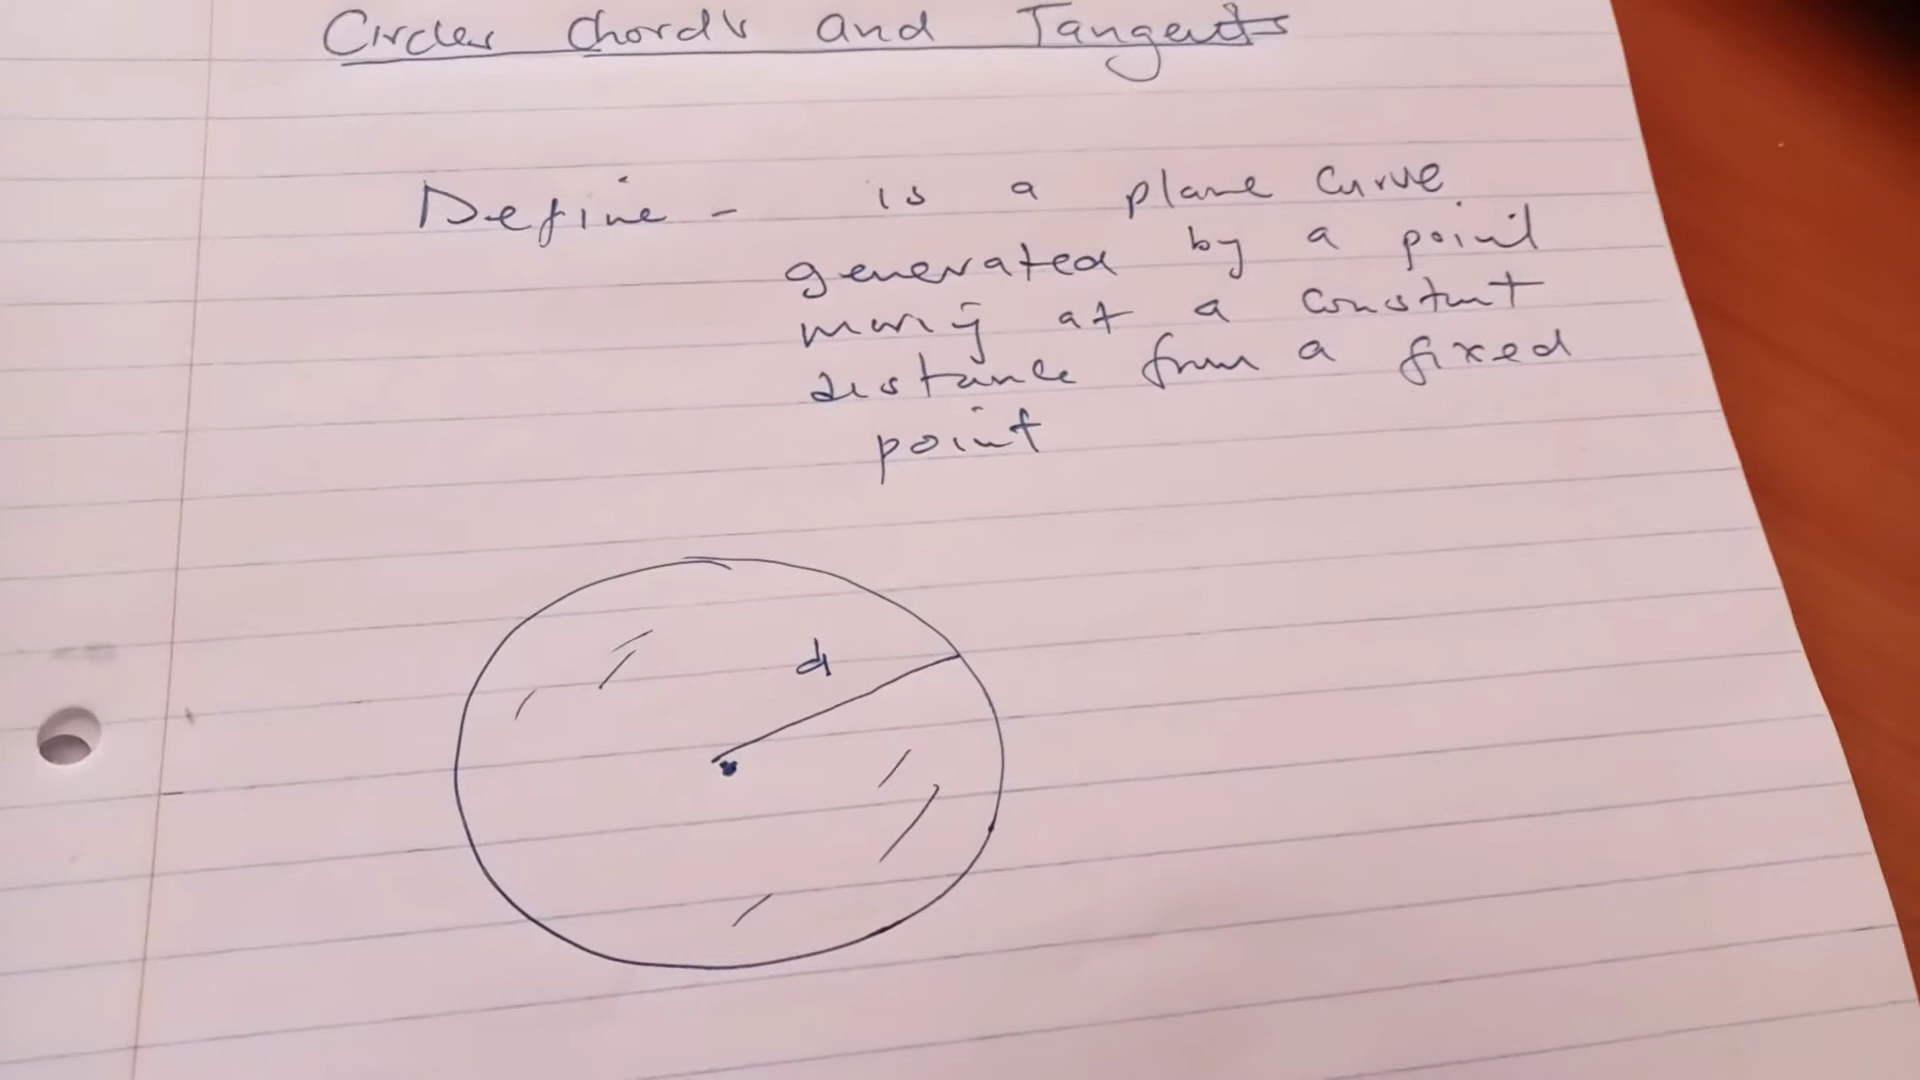 Circles Chords and Tangents
Define - is a plane curve
generated by a point
moving at a constant
distance from a fixed
point
d